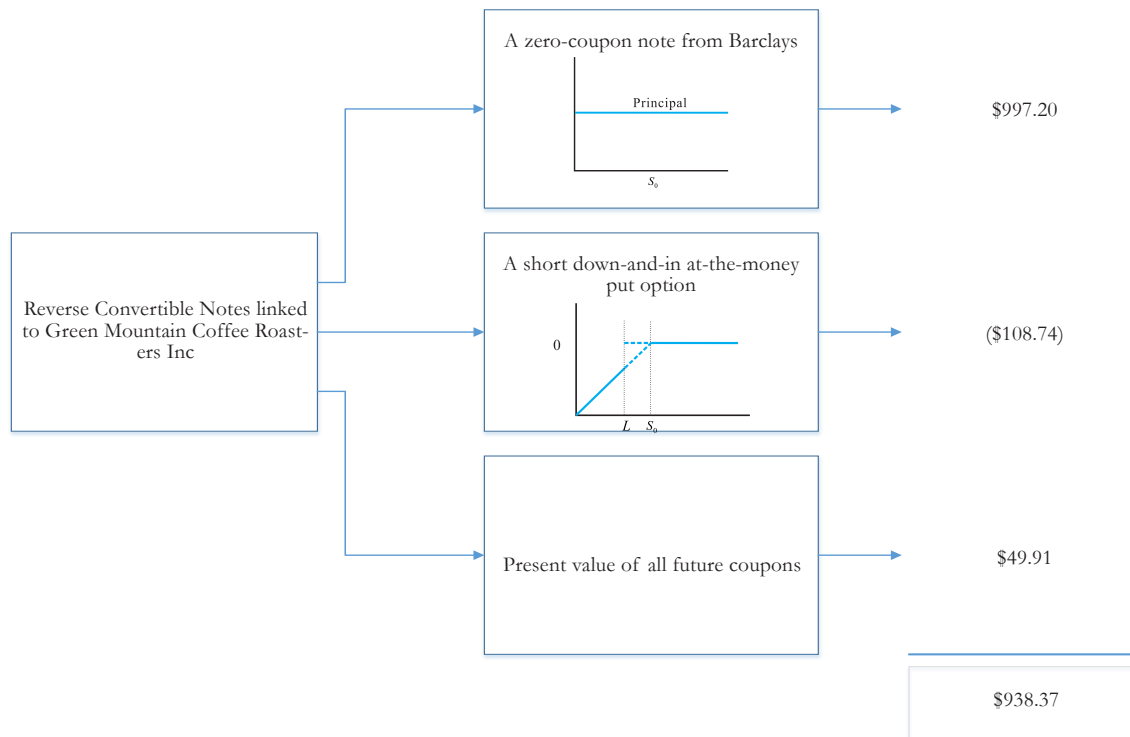 A zero-coupon note from Barclays
Principal
S0
$997.20
Reverse Convertible Notes linked
to Green Mountain Coffee Roast-
ers Inc
A short down-and-in at-the-money
put option
0
L
S0
($108.74)
Present value of all future coupons
$49.91
$938.37